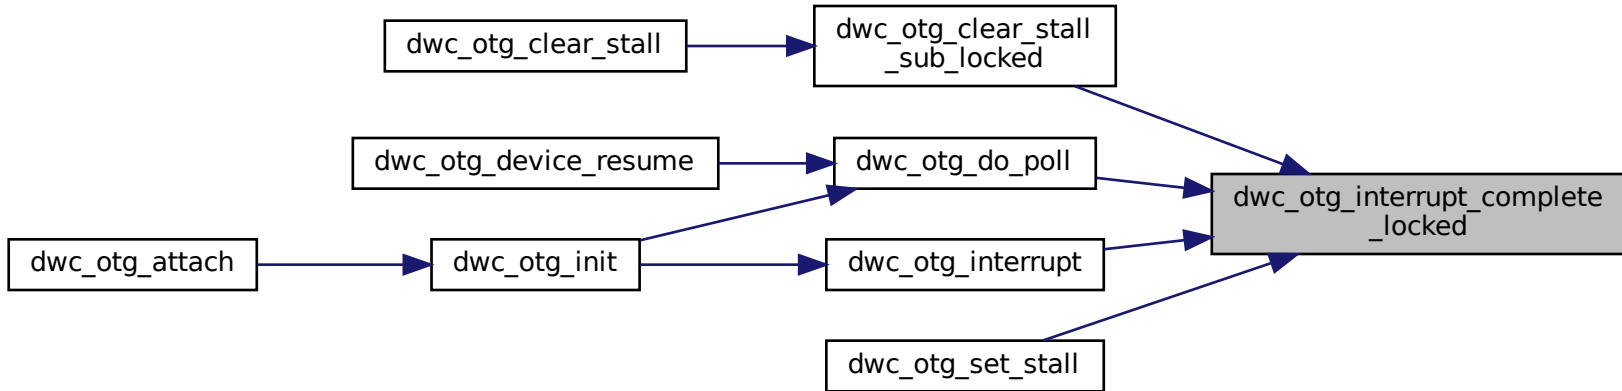 dwc_otg_clear_stall
dwc_otg_clear_stall
_sub_locked
dwc_otg_device_resume
dwc_otg_do_poll
dwc_otg_interrupt_complete
_locked
dwc_otg_attach
dwc_otg_init
dwc_otg_interrupt
dwc_otg_set_stall